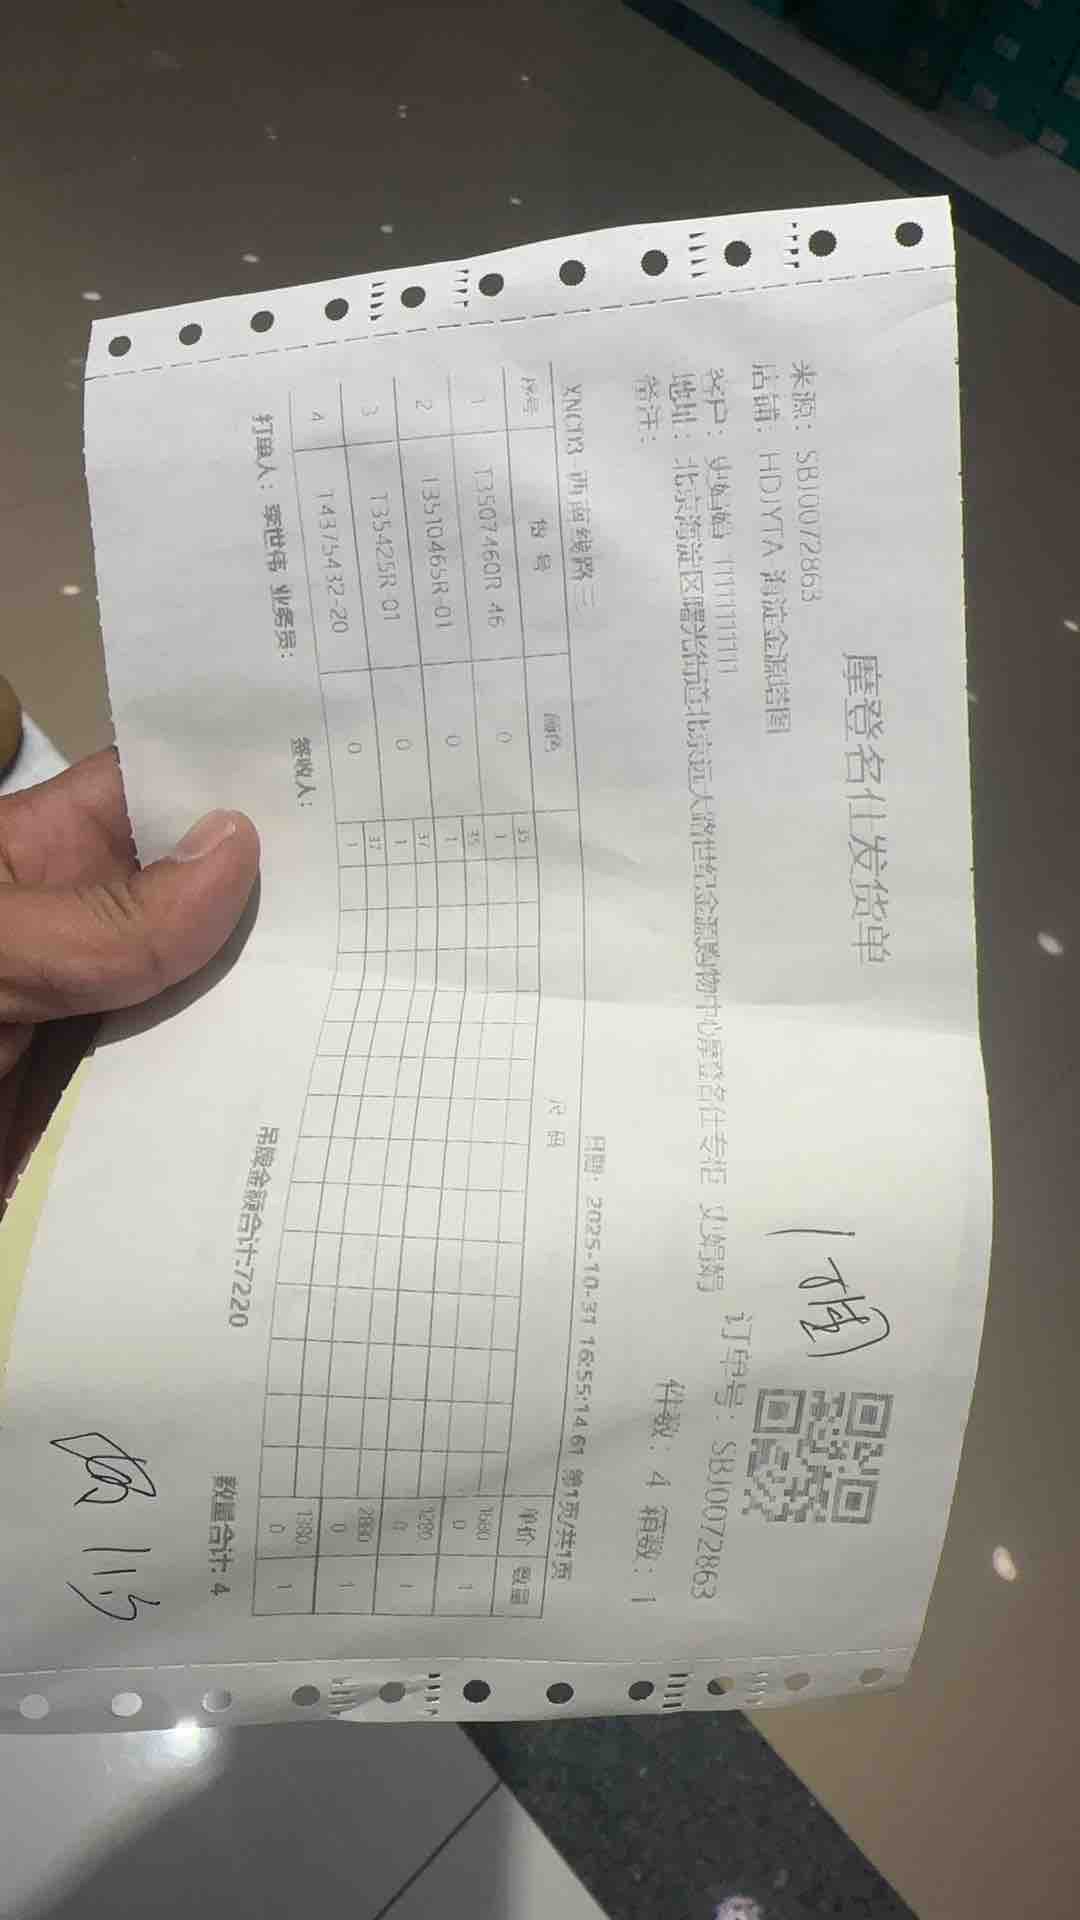 摩登名仕发货单
1捆
来源：SBJ0072863
店铺：HDJYTA 海淀金源塔图
订单号：SBJ0072863
客户：史娟娟 11111111111
地址：北京海淀区曙光街道北京远大路世纪金源购物中心摩登名仕专柜 史娟娟
件数：4 箱数：1
备注：
西南线路三
日期：2025-10-31 16:55:14.61 第1页/共1页
序号 货号 颜色 尺码 单价 数量
35
1 T3507460R 46 0 1 1680 0 1
35
2 T3510465R-01 0 1 1280 0 1
37
3 T35425R 01 0 1 2880 0 1
37
4 T4375432-20 0 1 1380 0 1
打单人：李世伟 业务员： 签收人： 吊牌金额合计:7220 数量合计: 4
11.3